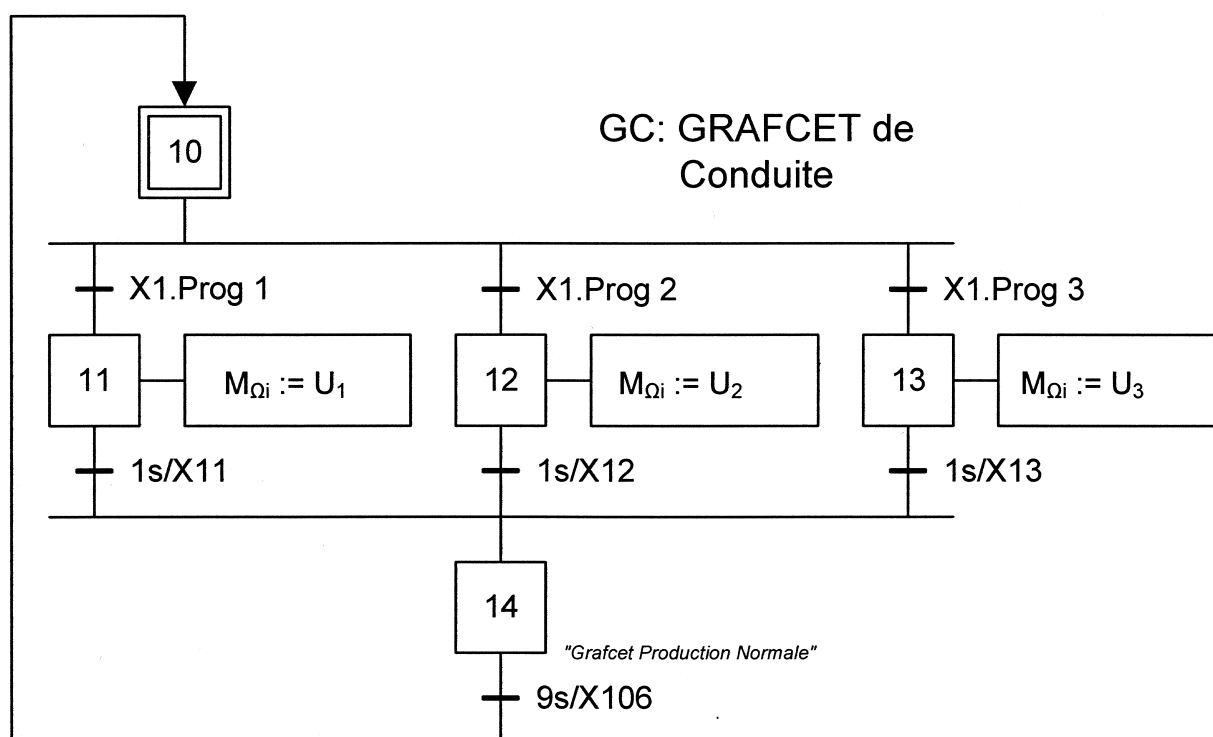 GC: GRAFCET de
Conduite
10
X1.Prog 1
X1.Prog 2
X1.Prog 3
11
MΩi := U1
12
MΩi := U2
13
MΩi := U3
1s/X11
1s/X12
1s/X13
14
"Grafcet Production Normale"
9s/X106